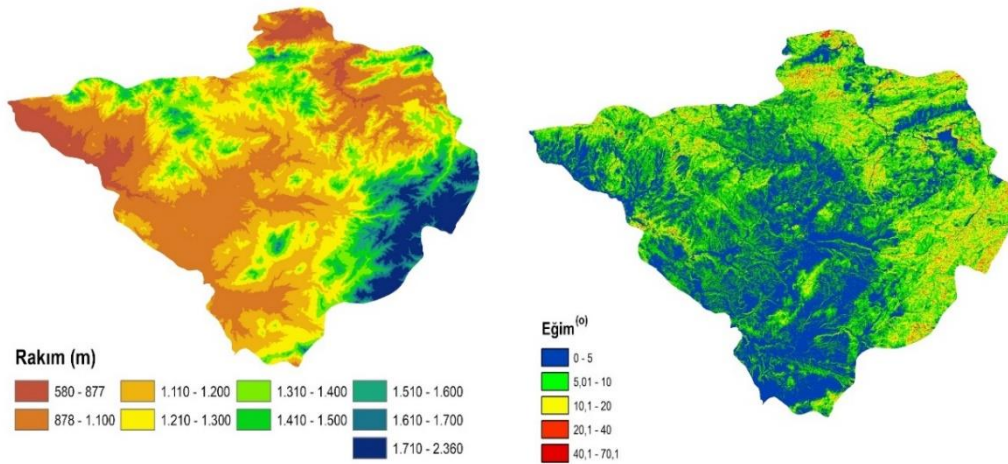 Rakım (m)
580 - 877
878 - 1.100
1.110 - 1.200
1.210 - 1.300
1.310 - 1.400
1.410 - 1.500
1.510 - 1.600
1.610 - 1.700
1.710 - 2.360
Eğim(o)
0 - 5
5,01 - 10
10,1 - 20
20,1 - 40
40,1 - 70,1